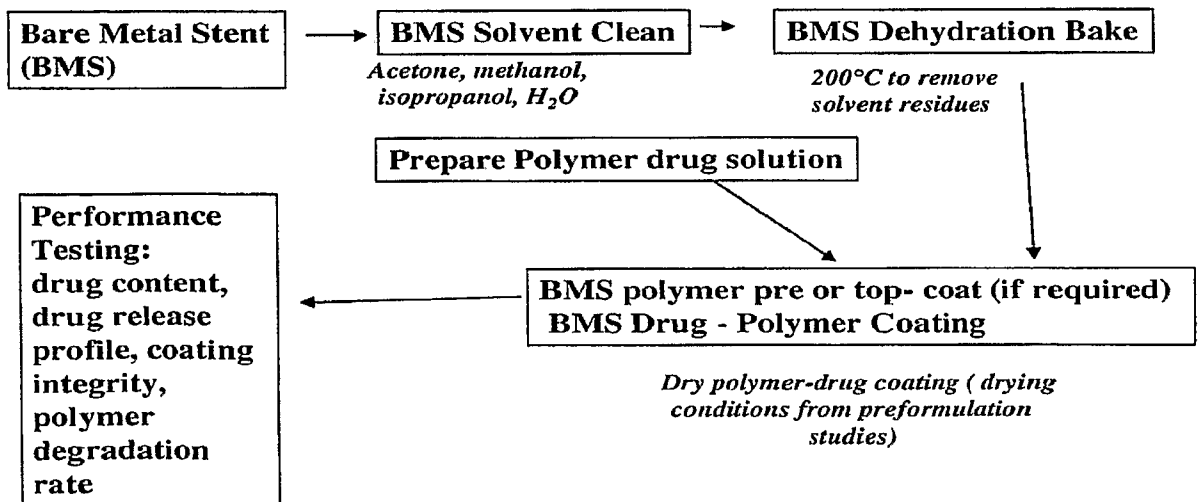 Bare Metal Stent
(BMS)
BMS Solvent Clean
Acetone, methanol,
isopropanol, H₂O
BMS Dehydration Bake
200°C to remove
solvent residues
Prepare Polymer drug solution
BMS polymer pre or top- coat (if required)
BMS Drug - Polymer Coating
Dry polymer-drug coating ( drying
conditions from preformulation
studies)
Performance
Testing:
drug content,
drug release
profile, coating
integrity,
polymer
degradation
rate